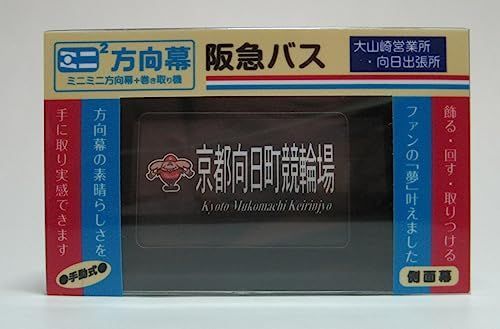 ミニ²方向幕
ミニミニ方向幕+巻き取り機
阪急バス
大山崎営業所
・向日出張所
方向幕の素晴らしさを
手に取り実感できます
手動式
京都向日町競輪場
Kyoto Mukomachi Keirinjyo
飾る・回す・取りつける
ファンの「夢」叶えました
側面幕